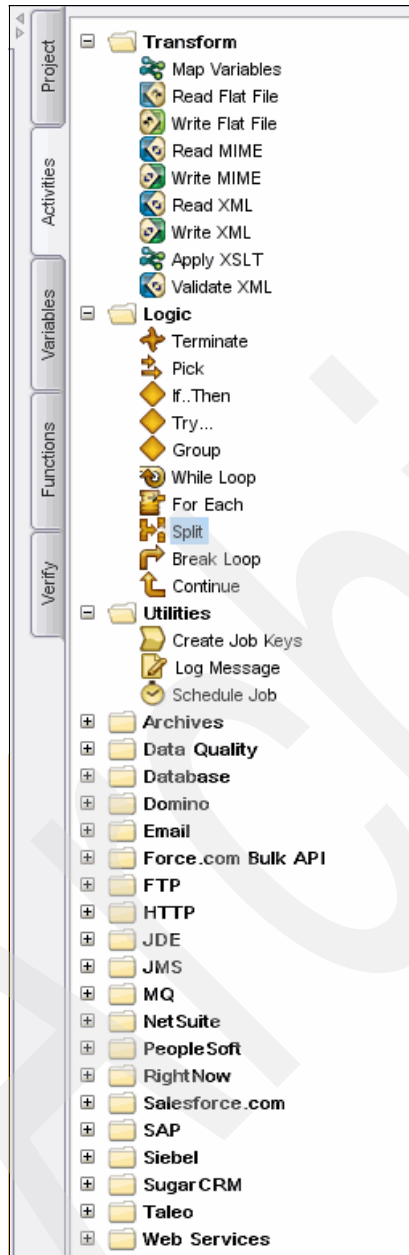 Project
Activities
Variables
Functions
Verify
Transform
Map Variables
Read Flat File
Write Flat File
Read MIME
Write MIME
Read XML
Write XML
Apply XSLT
Validate XML
Logic
Terminate
Pick
If..Then
Try...
Group
While Loop
For Each
Split
Break Loop
Continue
Utilities
Create Job Keys
Log Message
Schedule Job
Archives
Data Quality
Database
Domino
Email
Force.com Bulk API
FTP
HTTP
JDE
JMS
MQ
NetSuite
PeopleSoft
RightNow
Salesforce.com
SAP
Siebel
SugarCRM
Taleo
Web Services